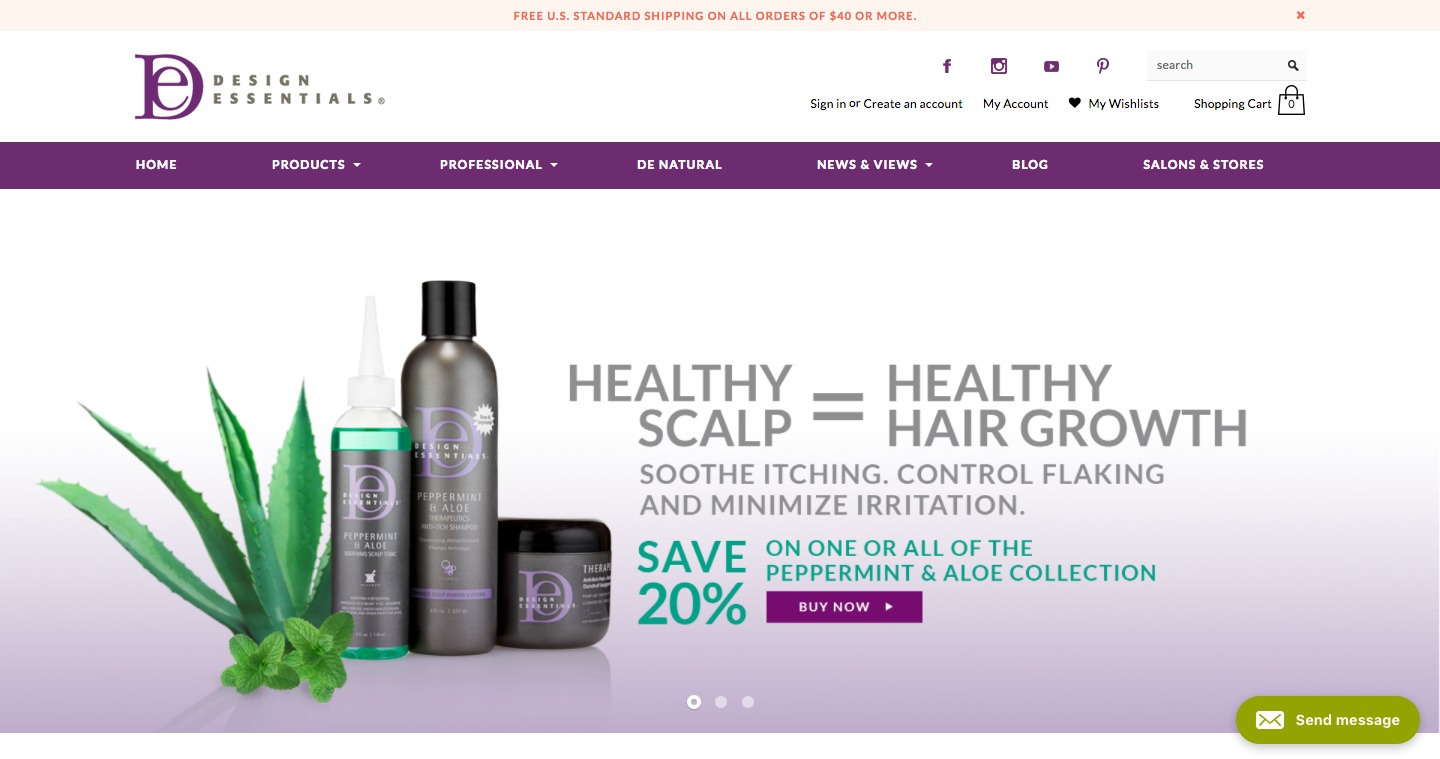 FREE U.S. STANDARD SHIPPING ON ALL ORDERS OF $40 OR MORE.
DESIGN
ESSENTIALS®
search
Sign in or Create an account
My Account
My Wishlists
Shopping Cart
0
HOME
PRODUCTS
PROFESSIONAL
DE NATURAL
NEWS & VIEWS
BLOG
SALONS & STORES
HEALTHY
SCALP
=
HEALTHY
HAIR GROWTH
SOOTHE ITCHING. CONTROL FLAKING
AND MINIMIZE IRRITATION.
SAVE
20%
ON ONE OR ALL OF THE
PEPPERMINT & ALOE COLLECTION
BUY NOW
DESIGN
ESSENTIALS
PEPPERMINT
& ALOE
SOOTHING SCALP TONIC
DESIGN
ESSENTIALS
PEPPERMINT
& ALOE
THERAPEUTICS
ANTI-ITCH SHAMPOO
DESIGN
ESSENTIALS
Send message